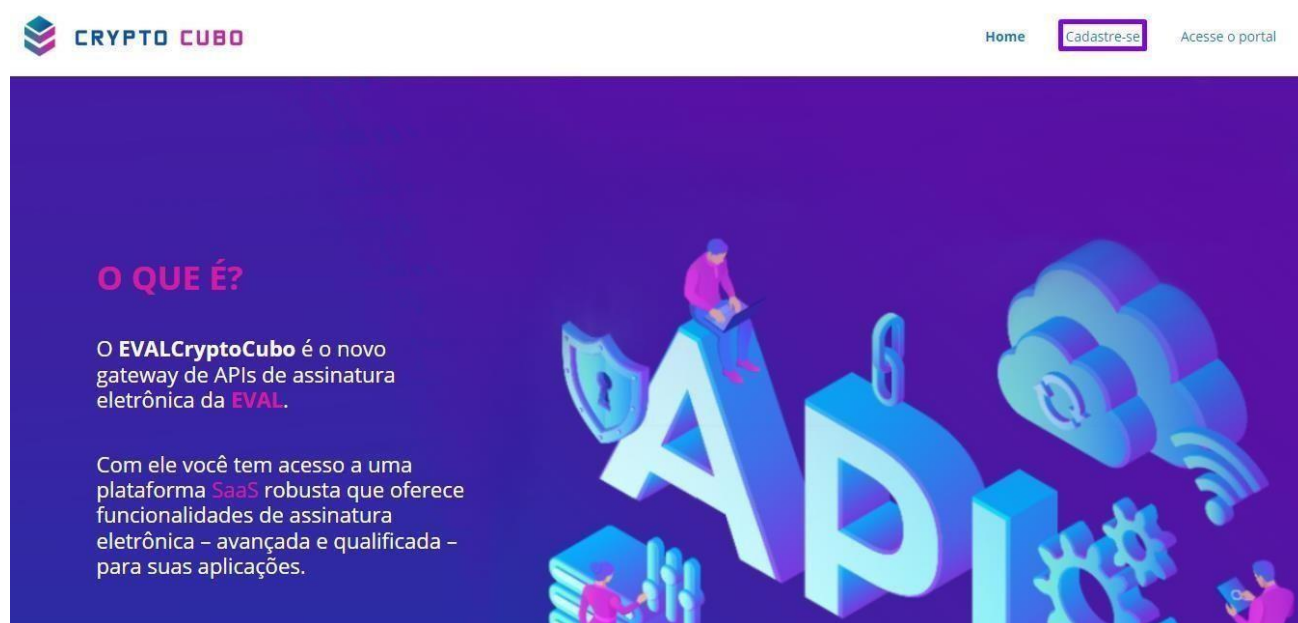 CRYPTO CUBO
Home Cadastre-se Acesse o portal
O QUE É?
O EVALCryptoCubo é o novo
gateway de APIs de assinatura
eletrônica da EVAL.
Com ele você tem acesso a uma
plataforma SaaS robusta que oferece
funcionalidades de assinatura
eletrônica – avançada e qualificada –
para suas aplicações.
API